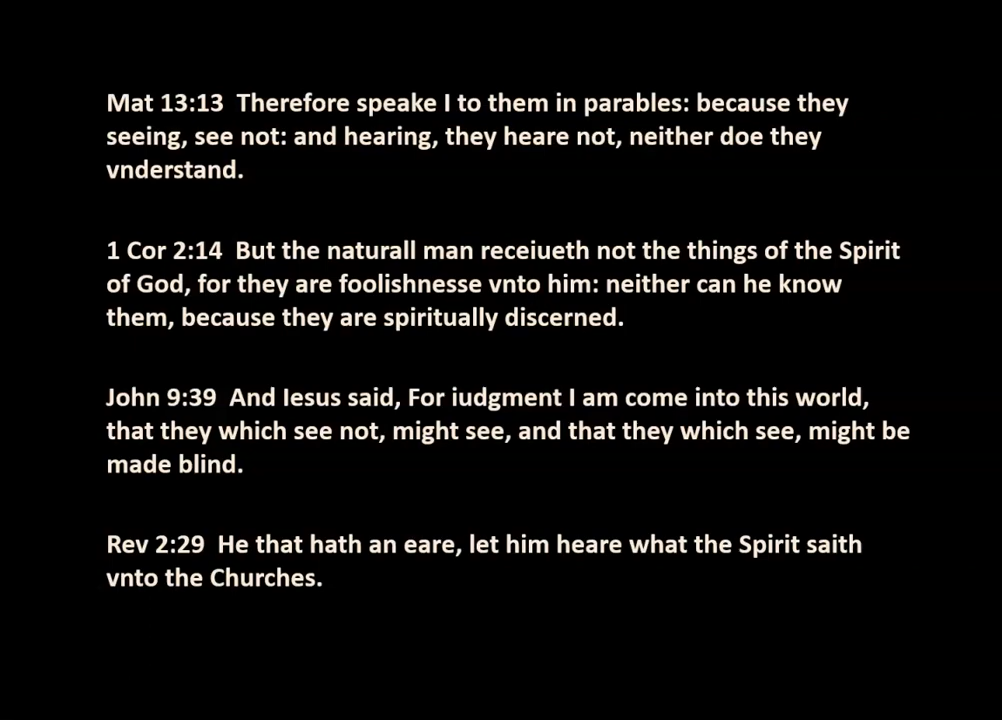 Mat 13:13  Therefore speake I to them in parables: because they
seeing, see not: and hearing, they heare not, neither doe they
vnderstand.
1 Cor 2:14  But the naturall man receiueth not the things of the Spirit
of God, for they are foolishnesse vnto him: neither can he know
them, because they are spiritually discerned.
John 9:39  And Iesus said, For iudgment I am come into this world,
that they which see not, might see, and that they which see, might be
made blind.
Rev 2:29  He that hath an eare, let him heare what the Spirit saith
vnto the Churches.